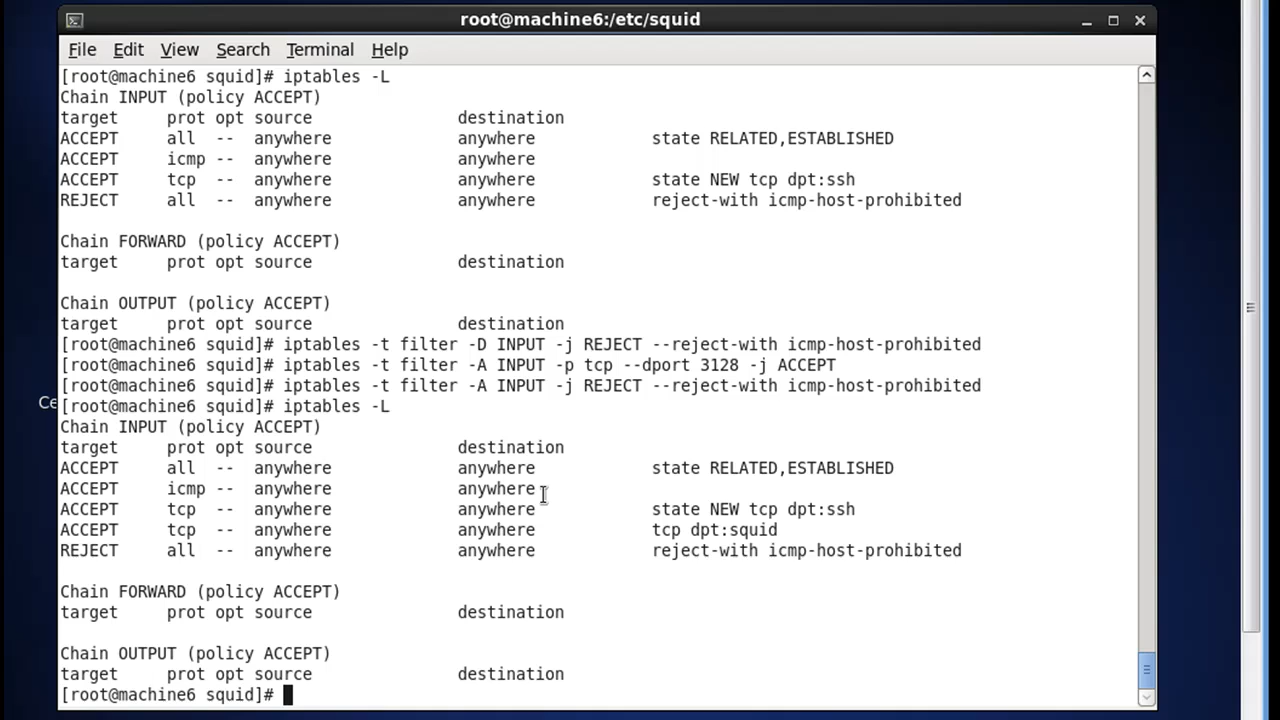 root@machine6:/etc/squid
File Edit View Search Terminal Help
[root@machine6 squid]# iptables -L
Chain INPUT (policy ACCEPT)
target     prot opt source               destination
ACCEPT     all  --  anywhere             anywhere            state RELATED,ESTABLISHED
ACCEPT     icmp --  anywhere             anywhere
ACCEPT     tcp  --  anywhere             anywhere            state NEW tcp dpt:ssh
REJECT     all  --  anywhere             anywhere            reject-with icmp-host-prohibited
Chain FORWARD (policy ACCEPT)
target     prot opt source               destination
Chain OUTPUT (policy ACCEPT)
target     prot opt source               destination
[root@machine6 squid]# iptables -t filter -D INPUT -j REJECT --reject-with icmp-host-prohibited
[root@machine6 squid]# iptables -t filter -A INPUT -p tcp --dport 3128 -j ACCEPT
[root@machine6 squid]# iptables -t filter -A INPUT -j REJECT --reject-with icmp-host-prohibited
Ce
[root@machine6 squid]# iptables -L
Chain INPUT (policy ACCEPT)
target     prot opt source               destination
ACCEPT     all  --  anywhere             anywhere            state RELATED,ESTABLISHED
ACCEPT     icmp --  anywhere             anywhere
ACCEPT     tcp  --  anywhere             anywhere            state NEW tcp dpt:ssh
ACCEPT     tcp  --  anywhere             anywhere            tcp dpt:squid
REJECT     all  --  anywhere             anywhere            reject-with icmp-host-prohibited
Chain FORWARD (policy ACCEPT)
target     prot opt source               destination
Chain OUTPUT (policy ACCEPT)
target     prot opt source               destination
[root@machine6 squid]#